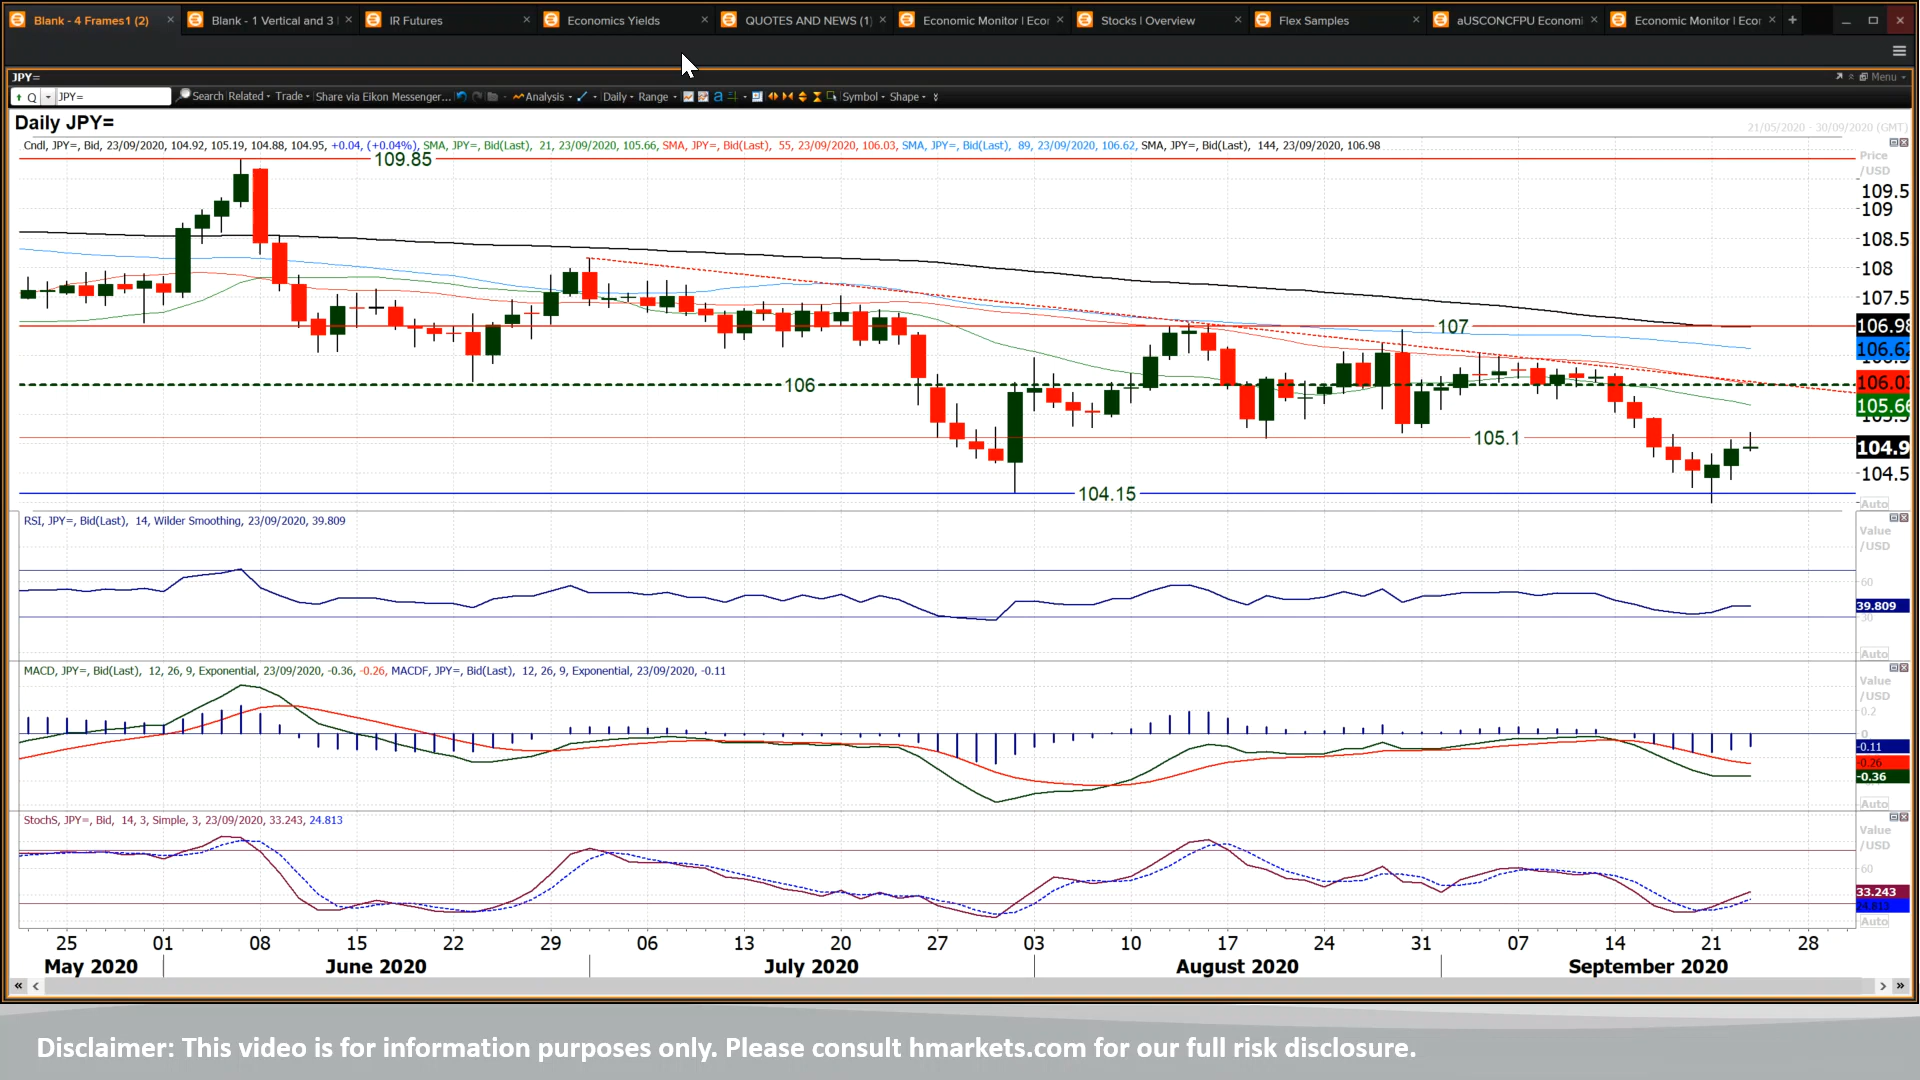 Blank - 4 Frames1 (2)
Blank - 1 Vertical and 3
IR Futures
Economics Yields
QUOTES AND NEWS (1)
Economic Monitor | Ecor
Stocks | Overview
Flex Samples
aUSCONCFPU Economi
Economic Monitor | Ecor
JPY=
Menu
Q JPY= Search Related Trade Share via Eikon Messenger... Analysis Daily Range Symbol Shape
Daily JPY=
21/05/2020 - 30/09/2020 (GMT)
Cndl, JPY=, Bid, 23/09/2020, 104.92, 105.19, 104.88, 104.95, +0.04, (+0.04%), SMA, JPY=, Bid(Last), 21, 23/09/2020, 105.66, SMA, JPY=, Bid(Last), 55, 23/09/2020, 106.03, SMA, JPY=, Bid(Last), 89, 23/09/2020, 106.62, SMA, JPY=, Bid(Last), 144, 23/09/2020, 106.98
Price
/USD
109.85
109.5
109
108.5
108
107.5
107
106.98
106.62
106
106.03
105.66
105.1
104.9
104.5
104.15
Auto
RSI, JPY=, Bid(Last), 14, Wilder Smoothing, 23/09/2020, 39.809
Value
/USD
60
39.809
30
Auto
MACD, JPY=, Bid(Last), 12, 26, 9, Exponential, 23/09/2020, -0.36, -0.26, MACDF, JPY=, Bid(Last), 12, 26, 9, Exponential, 23/09/2020, -0.11
Value
/USD
0.2
0
-0.11
-0.26
-0.36
Auto
StochS, JPY=, Bid, 14, 3, Simple, 3, 23/09/2020, 33.243, 24.813
Value
/USD
60
33.243
24.813
Auto
25 01 08 15 22 29 06 13 20 27 03 10 17 24 31 07 14 21 28
May 2020 June 2020 July 2020 August 2020 September 2020
Disclaimer: This video is for information purposes only. Please consult hmarkets.com for our full risk disclosure.